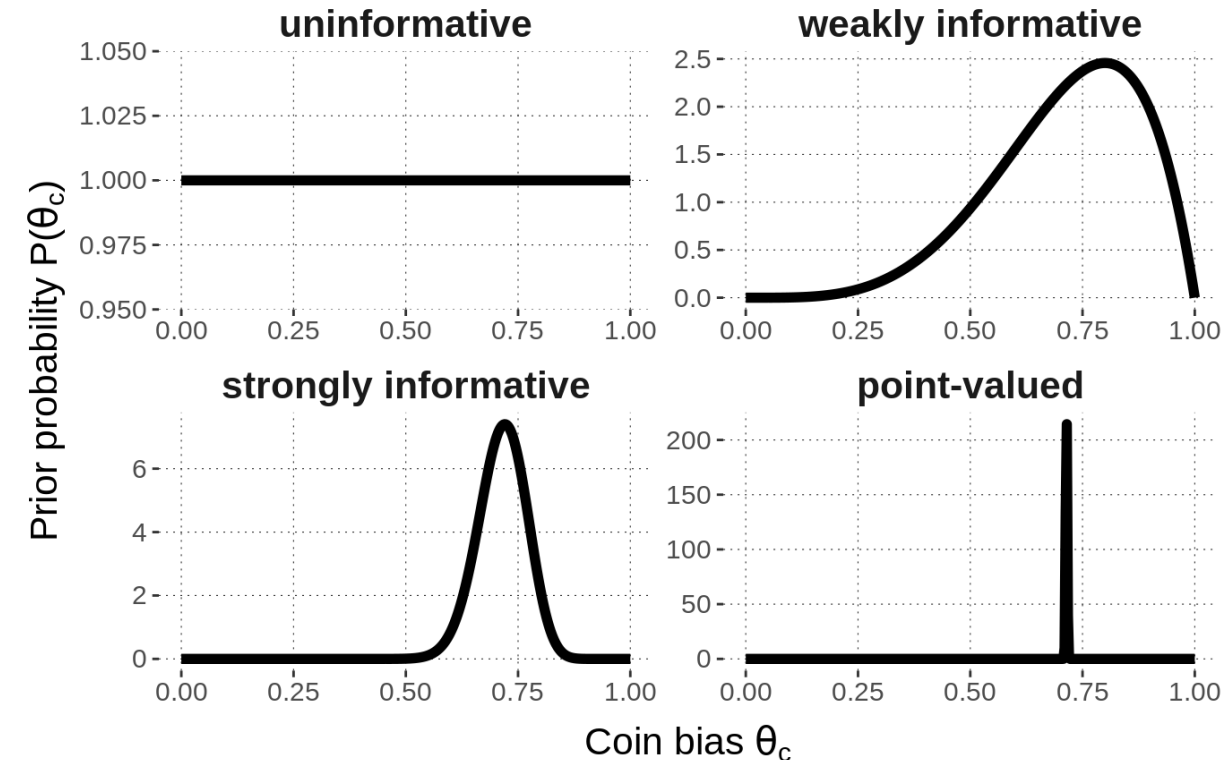 uninformative
weakly informative
1.050
1.025
1.000
0.975
0.950
0.00 0.25 0.50 0.75 1.00
2.5
2.0
1.5
1.0
0.5
0.0
0.00 0.25 0.50 0.75 1.00
strongly informative
point-valued
6
4
2
0
0.00 0.25 0.50 0.75 1.00
200
150
100
50
0
0.00 0.25 0.50 0.75 1.00
Prior probability P(θc)
Coin bias θc